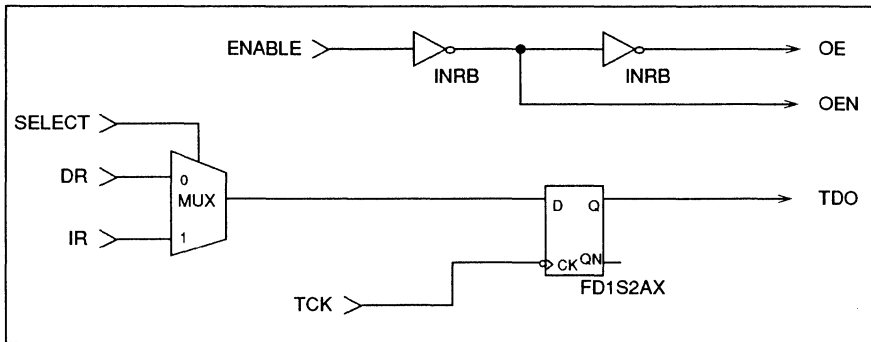 ENABLE
INRB
INRB
OE
OEN
SELECT
DR
0
MUX
IR
1
D
Q
TDO
CK
QN
TCK
FD1S2AX